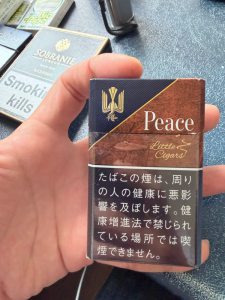 SOBRANIE
Smoking
kills
Peace
Little
Cigars
たばこの煙は、周り
の人の健康に悪影
響を及ぼします。健
康増進法で禁じられ
ている場所では喫
煙できません。